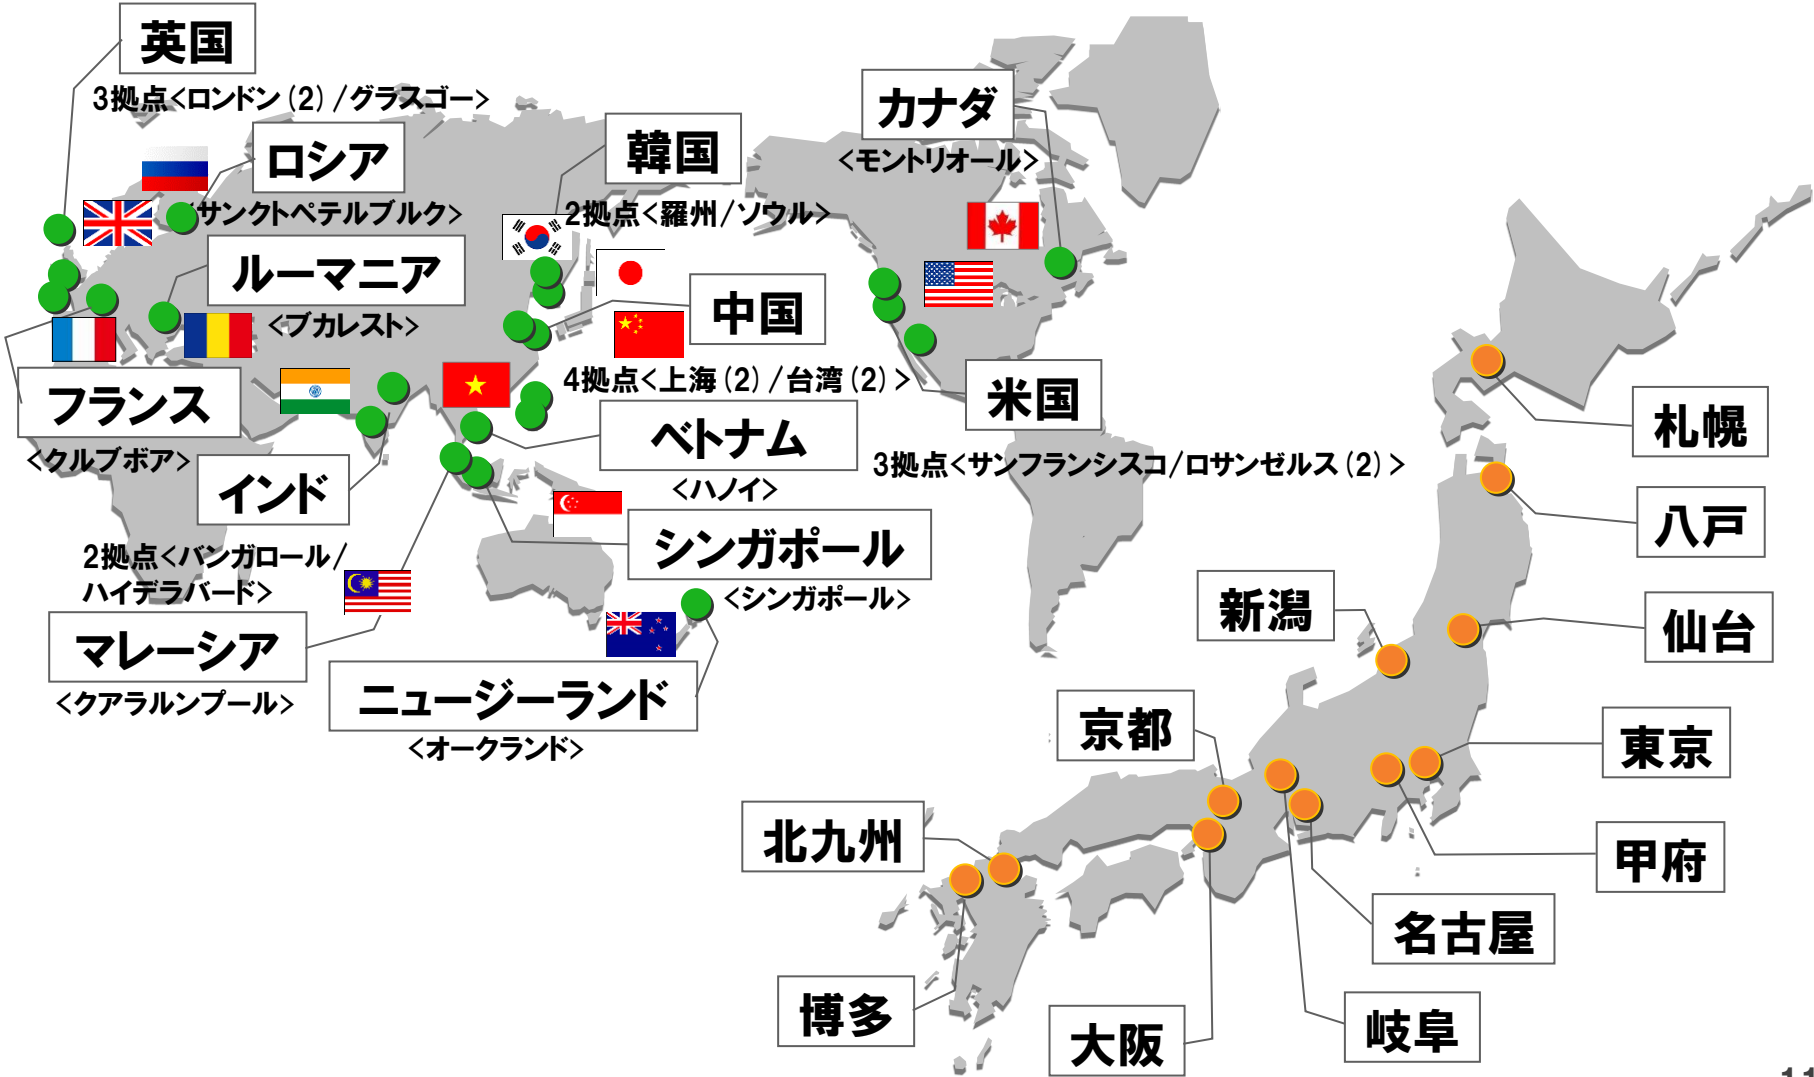 英国
3拠点<ロンドン(2)/グラスゴー>
ロシア
<サンクトペテルブルク>
韓国
2拠点<羅州/ソウル>
カナダ
<モントリオール>
ルーマニア
<ブカレスト>
中国
4拠点<上海(2)/台湾(2)>
フランス
<クルブボア>
米国
3拠点<サンフランシスコ/ロサンゼルス(2)>
ベトナム
<ハノイ>
インド
2拠点<バンガロール/
ハイデラバード>
シンガポール
<シンガポール>
マレーシア
<クアラルンプール>
ニュージーランド
<オークランド>
札幌
八戸
新潟
仙台
京都
東京
北九州
甲府
名古屋
博多
大阪
岐阜
11